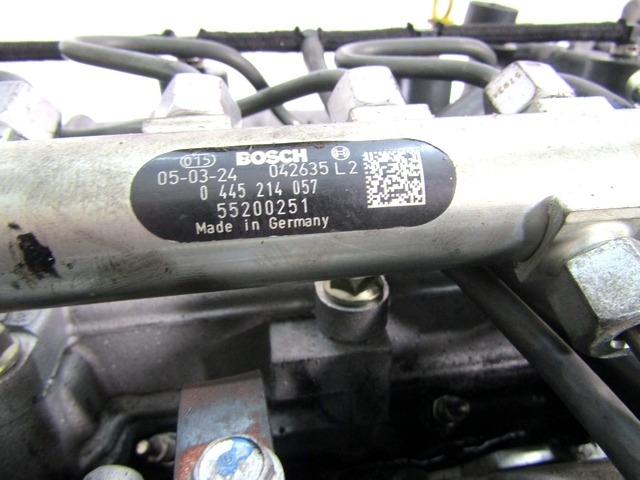 015 BOSCH
05-03-24 042635 L2
0 445 214 057
55200251
Made in Germany